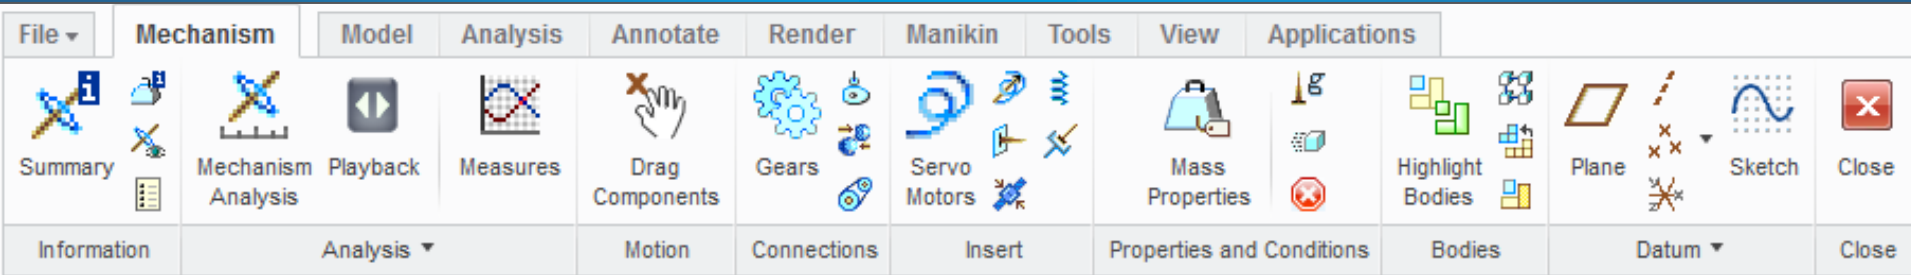 File
Mechanism
Model
Analysis
Annotate
Render
Manikin
Tools
View
Applications
Summary
Mechanism
Analysis
Playback
Measures
Drag
Components
Gears
Servo
Motors
Mass
Properties
Highlight
Bodies
Plane
Sketch
Close
Information
Analysis
Motion
Connections
Insert
Properties and Conditions
Bodies
Datum
Close